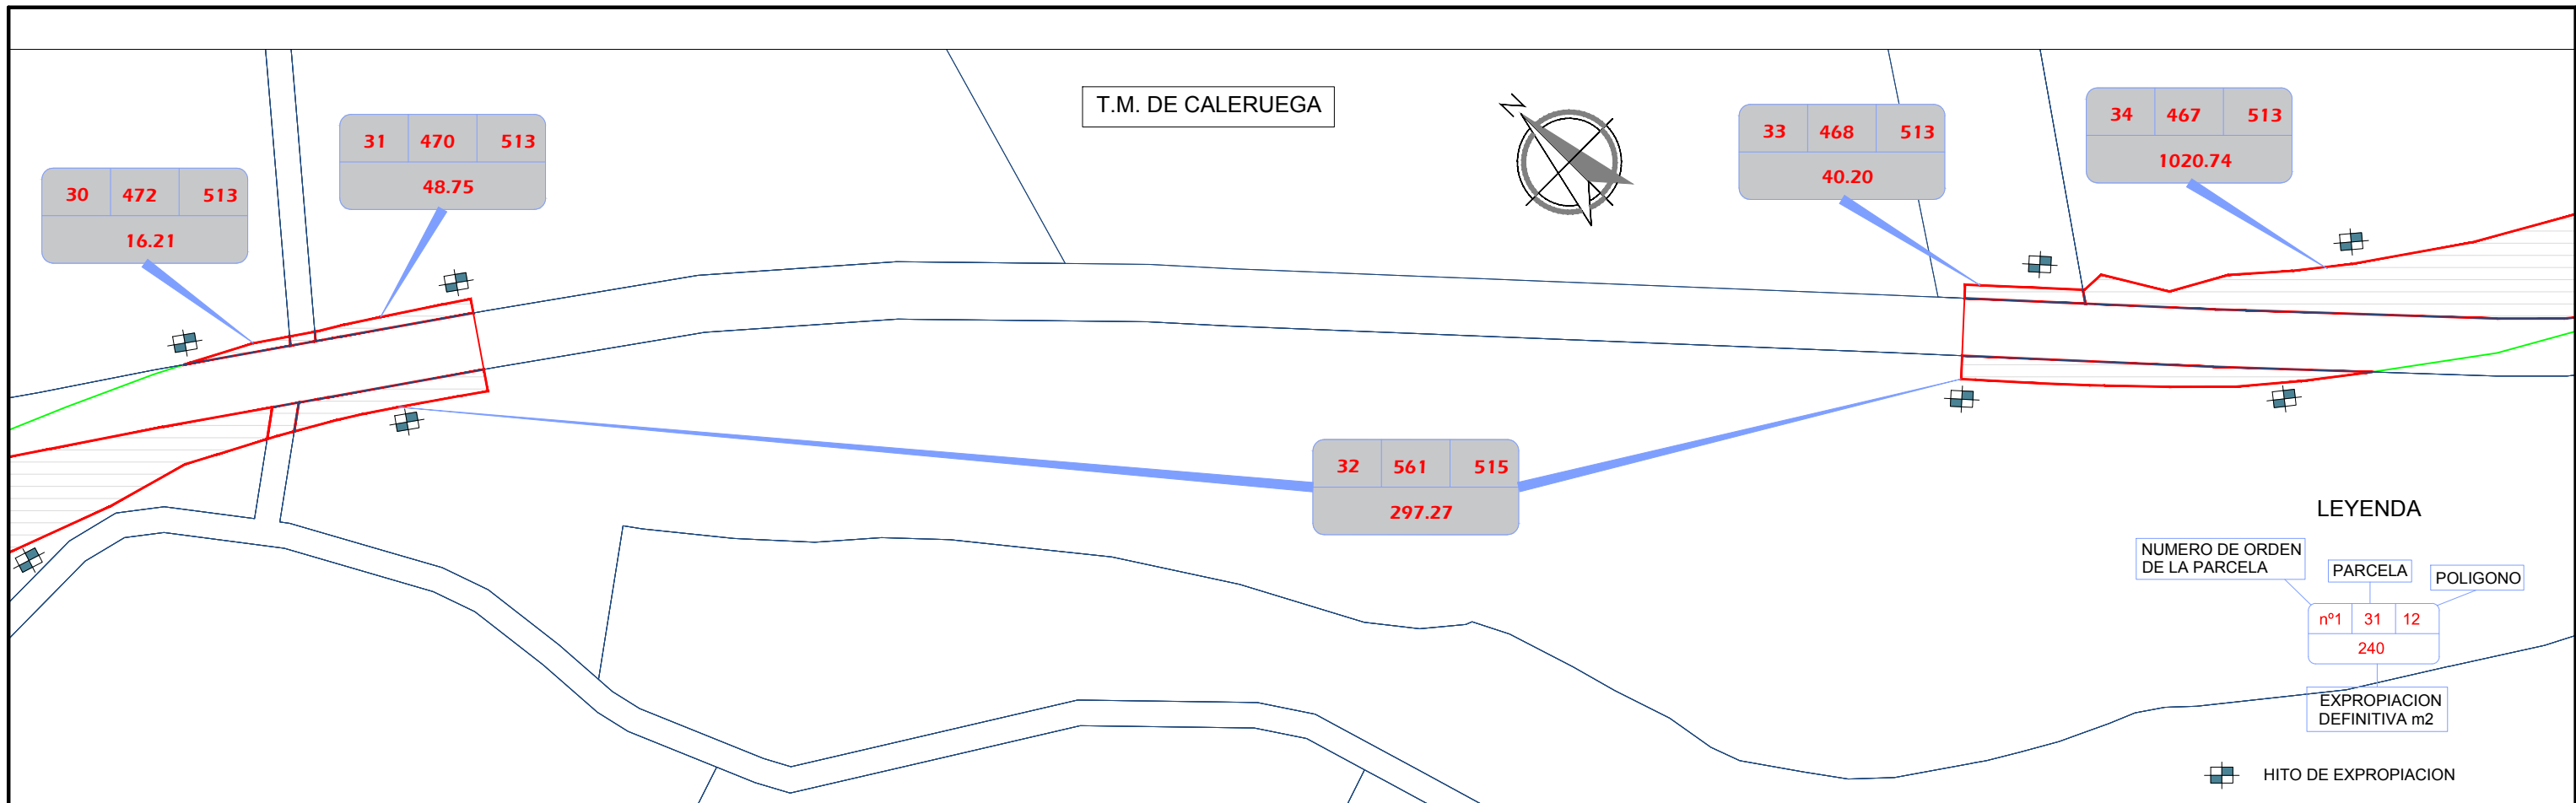 T.M. DE CALERUEGA
N
30 472 513
16.21
31 470 513
48.75
33 468 513
40.20
34 467 513
1020.74
32 561 515
297.27
LEYENDA
NUMERO DE ORDEN
DE LA PARCELA
PARCELA
POLIGONO
nº1 31 12
240
EXPROPIACION
DEFINITIVA m2
HITO DE EXPROPIACION